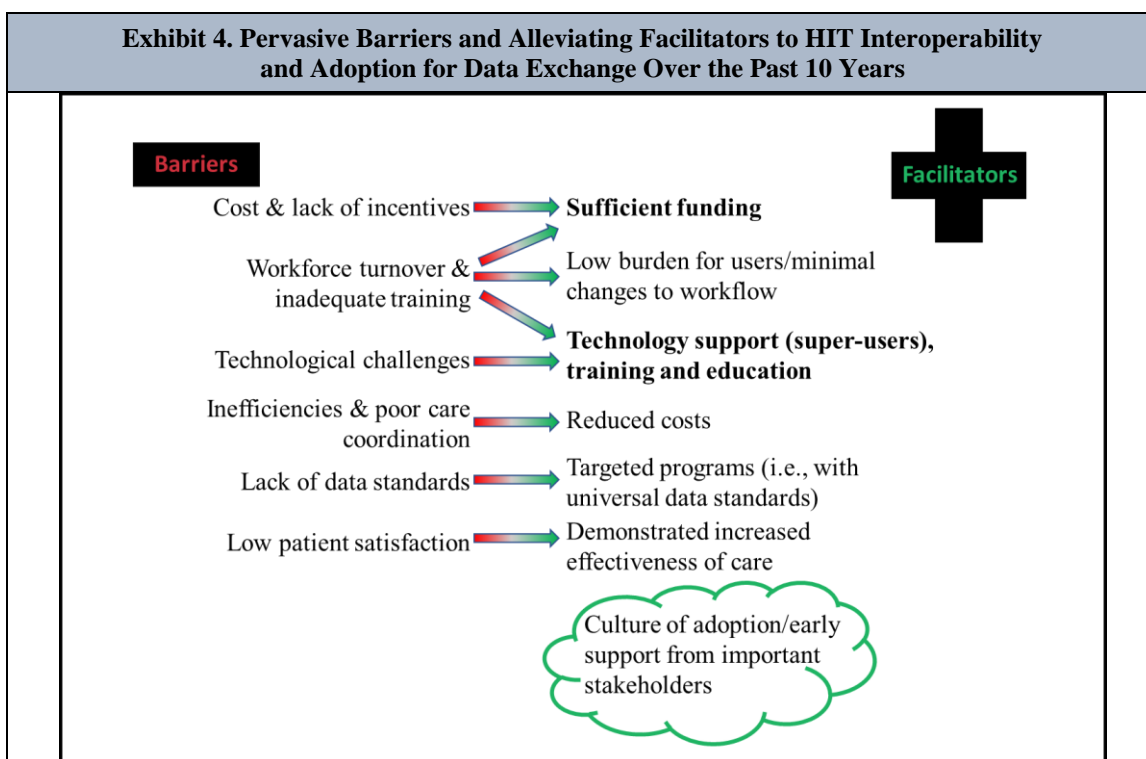 Exhibit 4. Pervasive Barriers and Alleviating Facilitators to HIT Interoperability
and Adoption for Data Exchange Over the Past 10 Years
Barriers
Facilitators
Cost & lack of incentives
Sufficient funding
Workforce turnover &
inadequate training
Low burden for users/minimal
changes to workflow
Technological challenges
Technology support (super-users),
training and education
Inefficiencies & poor care
coordination
Reduced costs
Lack of data standards
Targeted programs (i.e., with
universal data standards)
Low patient satisfaction
Demonstrated increased
effectiveness of care
Culture of adoption/early
support from important
stakeholders